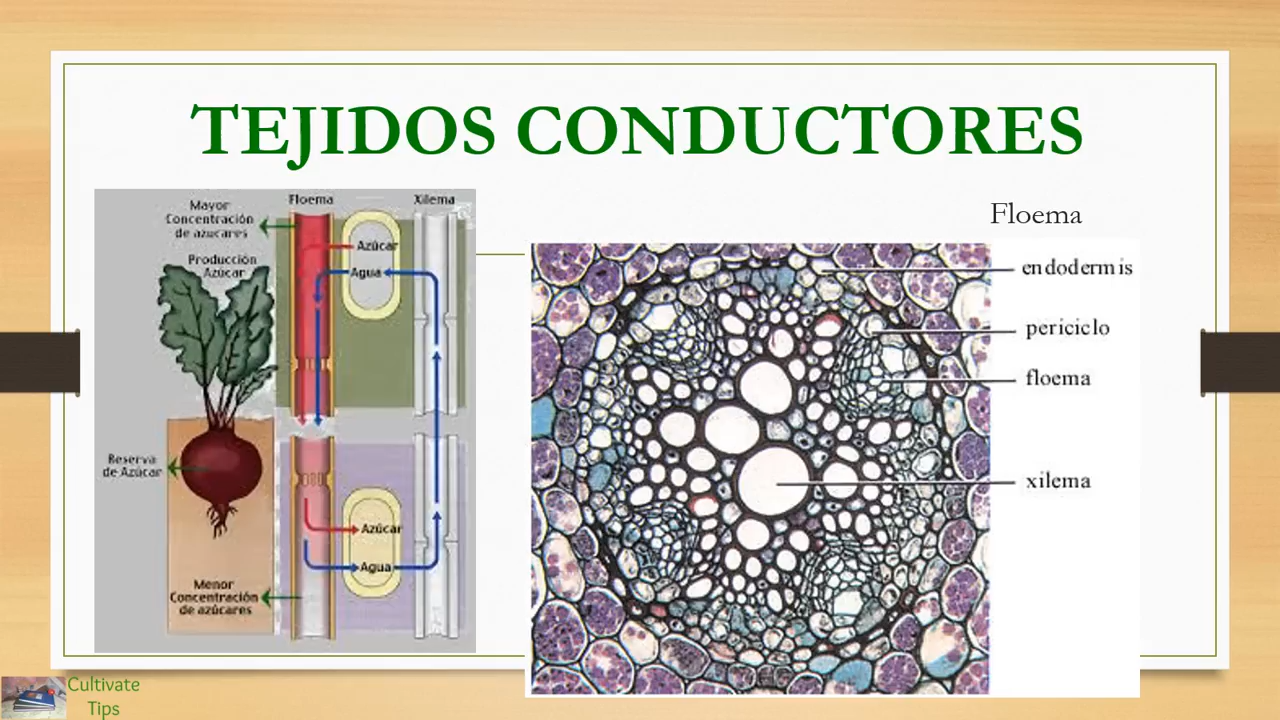 TEJIDOS CONDUCTORES
Mayor
Concentración
de azucares
Producción
Azúcar
Reserva
de Azúcar
Menor
Concentración
de azúcares
Floema
Xilema
Azúcar
Agua
Azúcar
Agua
Floema
endodermis
periciclo
floema
xilema
Cultivate
Tips